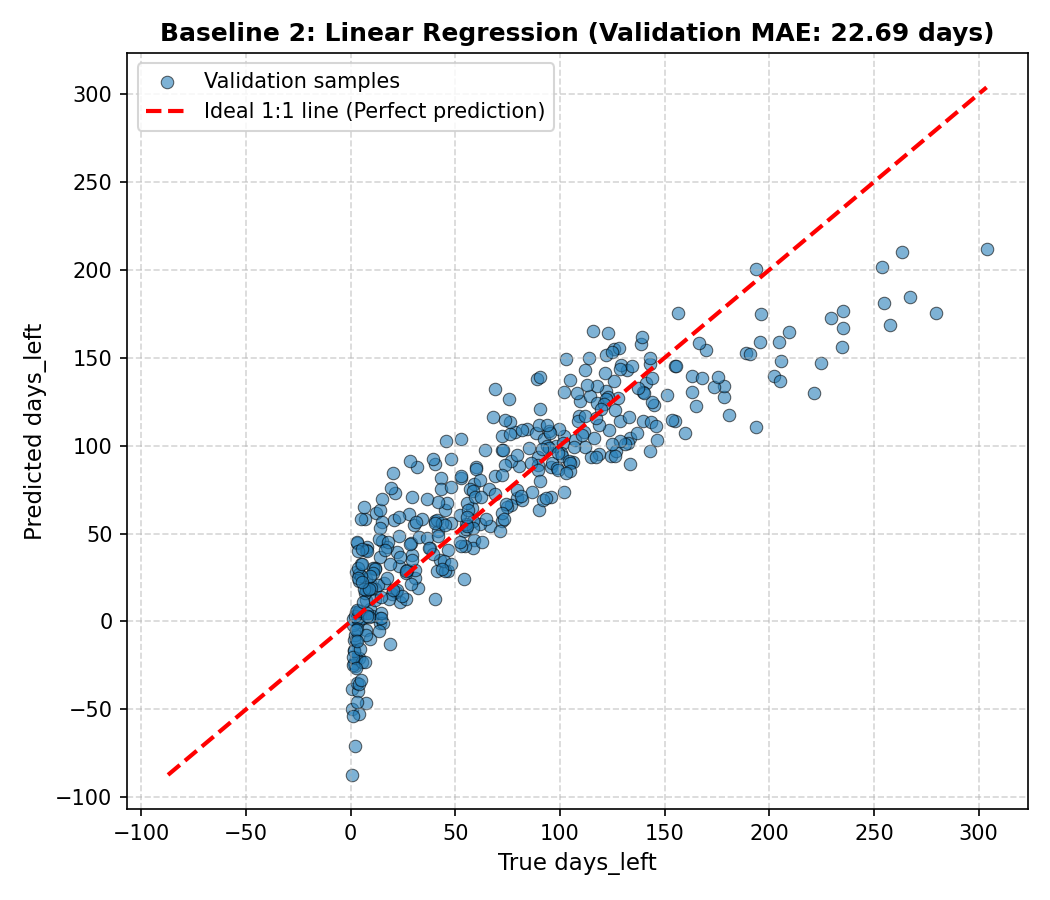 Baseline 2: Linear Regression (Validation MAE: 22.69 days)
Validation samples
Ideal 1:1 line (Perfect prediction)
300
250
200
150
100
50
0
−50
−100
Predicted days_left
−100 −50 0 50 100 150 200 250 300
True days_left